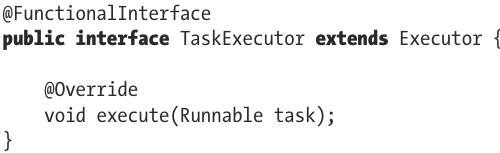 @FunctionalInterface
public interface TaskExecutor extends Executor {
@Override
void execute(Runnable task);
}